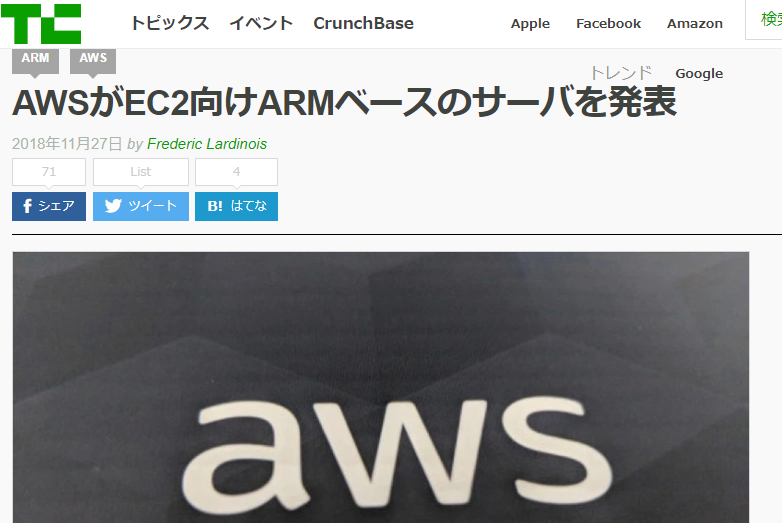 TC トピックス イベント CrunchBase Apple Facebook Amazon 検索
ARM AWS
トレンド Google
AWSがEC2向けARMベースのサーバを発表
2018年11月27日 by Frederic Lardinois
71 List 4
シェア ツイート B! はてな
aws